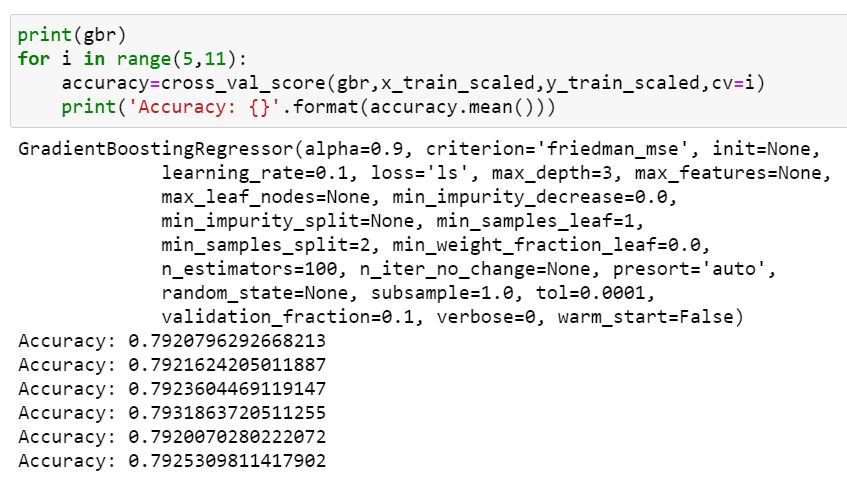 print(gbr)
for i in range(5,11):
    accuracy=cross_val_score(gbr,x_train_scaled,y_train_scaled,cv=i)
    print('Accuracy: {}'.format(accuracy.mean()))
GradientBoostingRegressor(alpha=0.9, criterion='friedman_mse', init=None,
             learning_rate=0.1, loss='ls', max_depth=3, max_features=None,
             max_leaf_nodes=None, min_impurity_decrease=0.0,
             min_impurity_split=None, min_samples_leaf=1,
             min_samples_split=2, min_weight_fraction_leaf=0.0,
             n_estimators=100, n_iter_no_change=None, presort='auto',
             random_state=None, subsample=1.0, tol=0.0001,
             validation_fraction=0.1, verbose=0, warm_start=False)
Accuracy: 0.7920796292668213
Accuracy: 0.7921624205011887
Accuracy: 0.7923604469119147
Accuracy: 0.7931863720511255
Accuracy: 0.7920070280222072
Accuracy: 0.7925309811417902